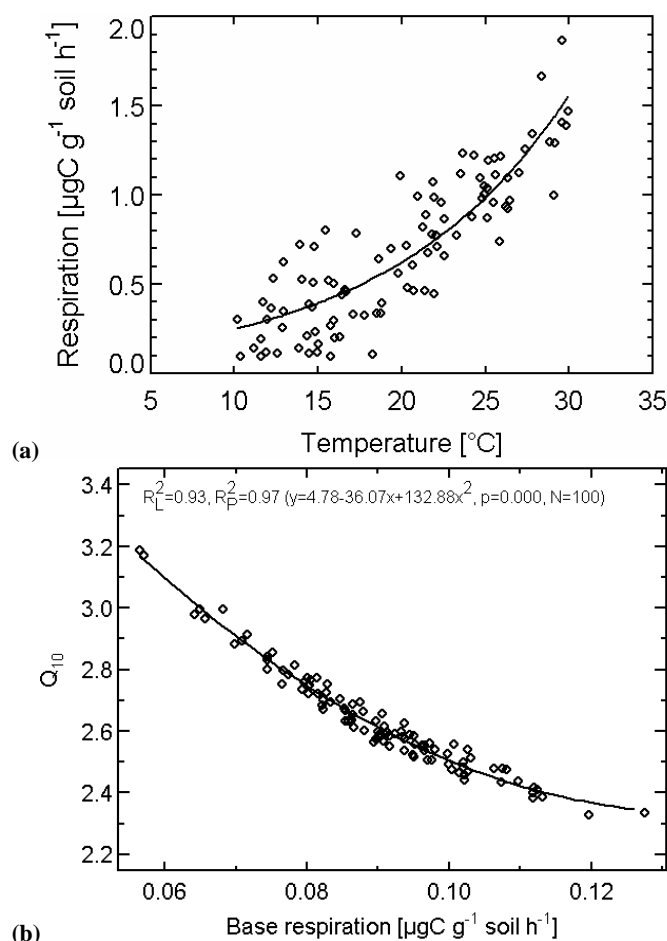 2.0
1.5
1.0
0.5
0.0
Respiration [µgC g⁻¹ soil h⁻¹]
5 10 15 20 25 30 35
Temperature [°C]
(a)
3.4
3.2
3.0
2.8
2.6
2.4
2.2
Q₁₀
R²L=0.93, R²P=0.97 (y=4.78-36.07x+132.88x², p=0.000, N=100)
0.06 0.08 0.10 0.12
Base respiration [µgC g⁻¹ soil h⁻¹]
(b)